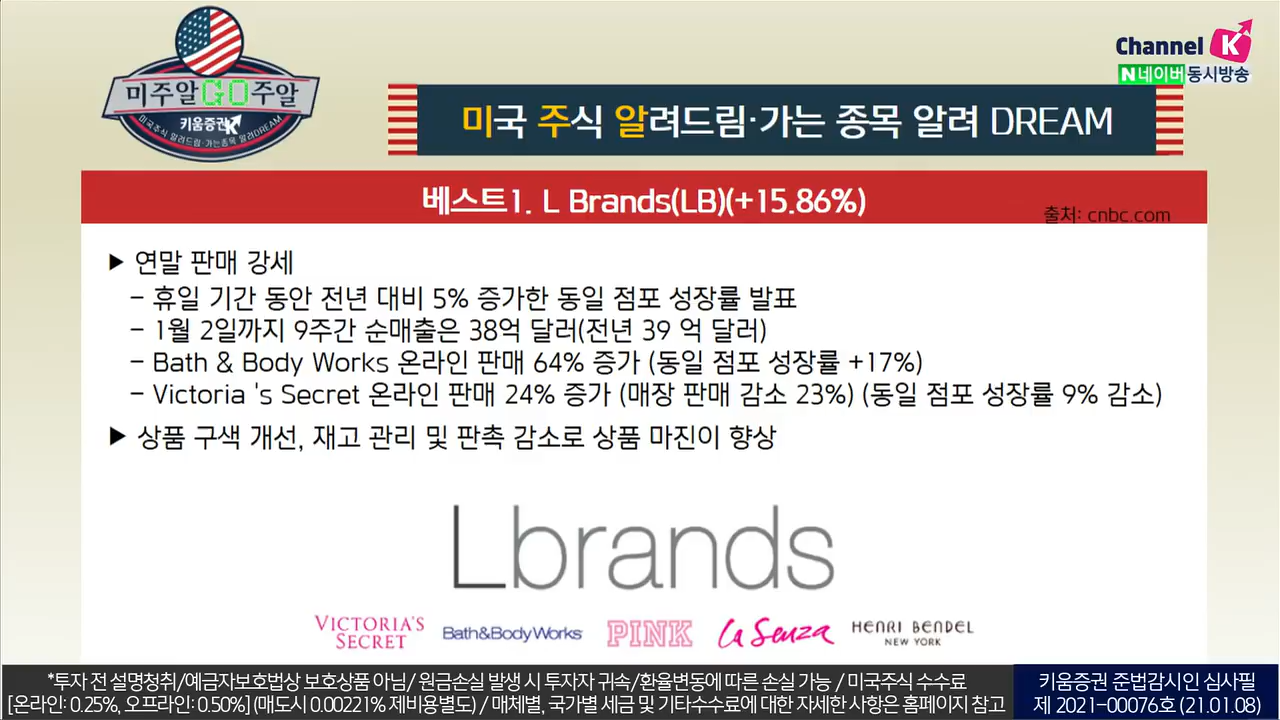 미주알GO주알
키움증권
미국주식 알려드림·가는종목 알려DREAM
Channel K
N 네이버 동시방송
미국 주식 알려드림·가는 종목 알려 DREAM
베스트1. L Brands(LB)(+15.86%)
출처: cnbc.com
▶ 연말 판매 강세
– 휴일 기간 동안 전년 대비 5% 증가한 동일 점포 성장률 발표
– 1월 2일까지 9주간 순매출은 38억 달러(전년 39 억 달러)
– Bath & Body Works 온라인 판매 64% 증가 (동일 점포 성장률 +17%)
– Victoria 's Secret 온라인 판매 24% 증가 (매장 판매 감소 23%) (동일 점포 성장률 9% 감소)
▶ 상품 구색 개선, 재고 관리 및 판촉 감소로 상품 마진이 향상
Lbrands
VICTORIA'S
SECRET
Bath&BodyWorks
PINK
La Senza
HENRI BENDEL
NEW YORK
*투자 전 설명청취/예금자보호법상 보호상품 아님/ 원금손실 발생 시 투자자 귀속/환율변동에 따른 손실 가능 / 미국주식 수수료
[온라인: 0.25%, 오프라인: 0.50%] (매도시 0.00221% 제비용별도) / 매체별, 국가별 세금 및 기타수수료에 대한 자세한 사항은 홈페이지 참고
키움증권 준법감시인 심사필
제 2021-00076호 (21.01.08)